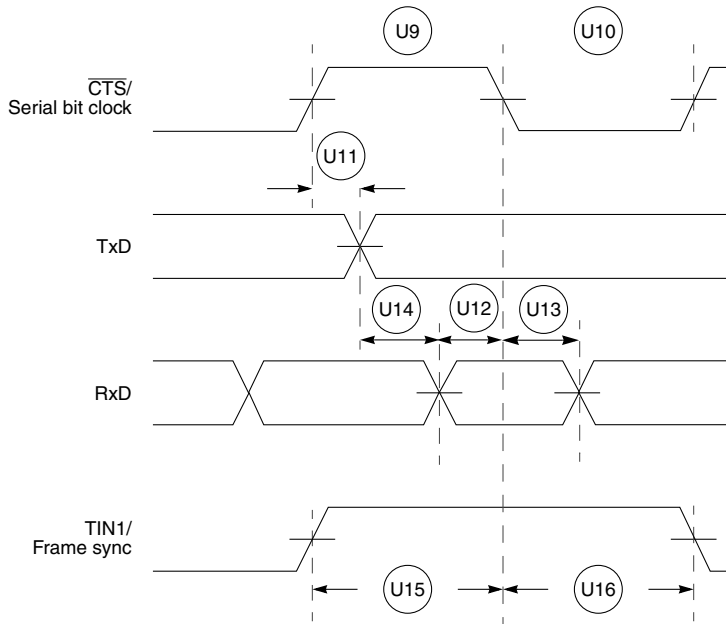 U9
U10
CTS/
Serial bit clock
U11
TxD
U14
U12
U13
RxD
TIN1/
Frame sync
U15
U16